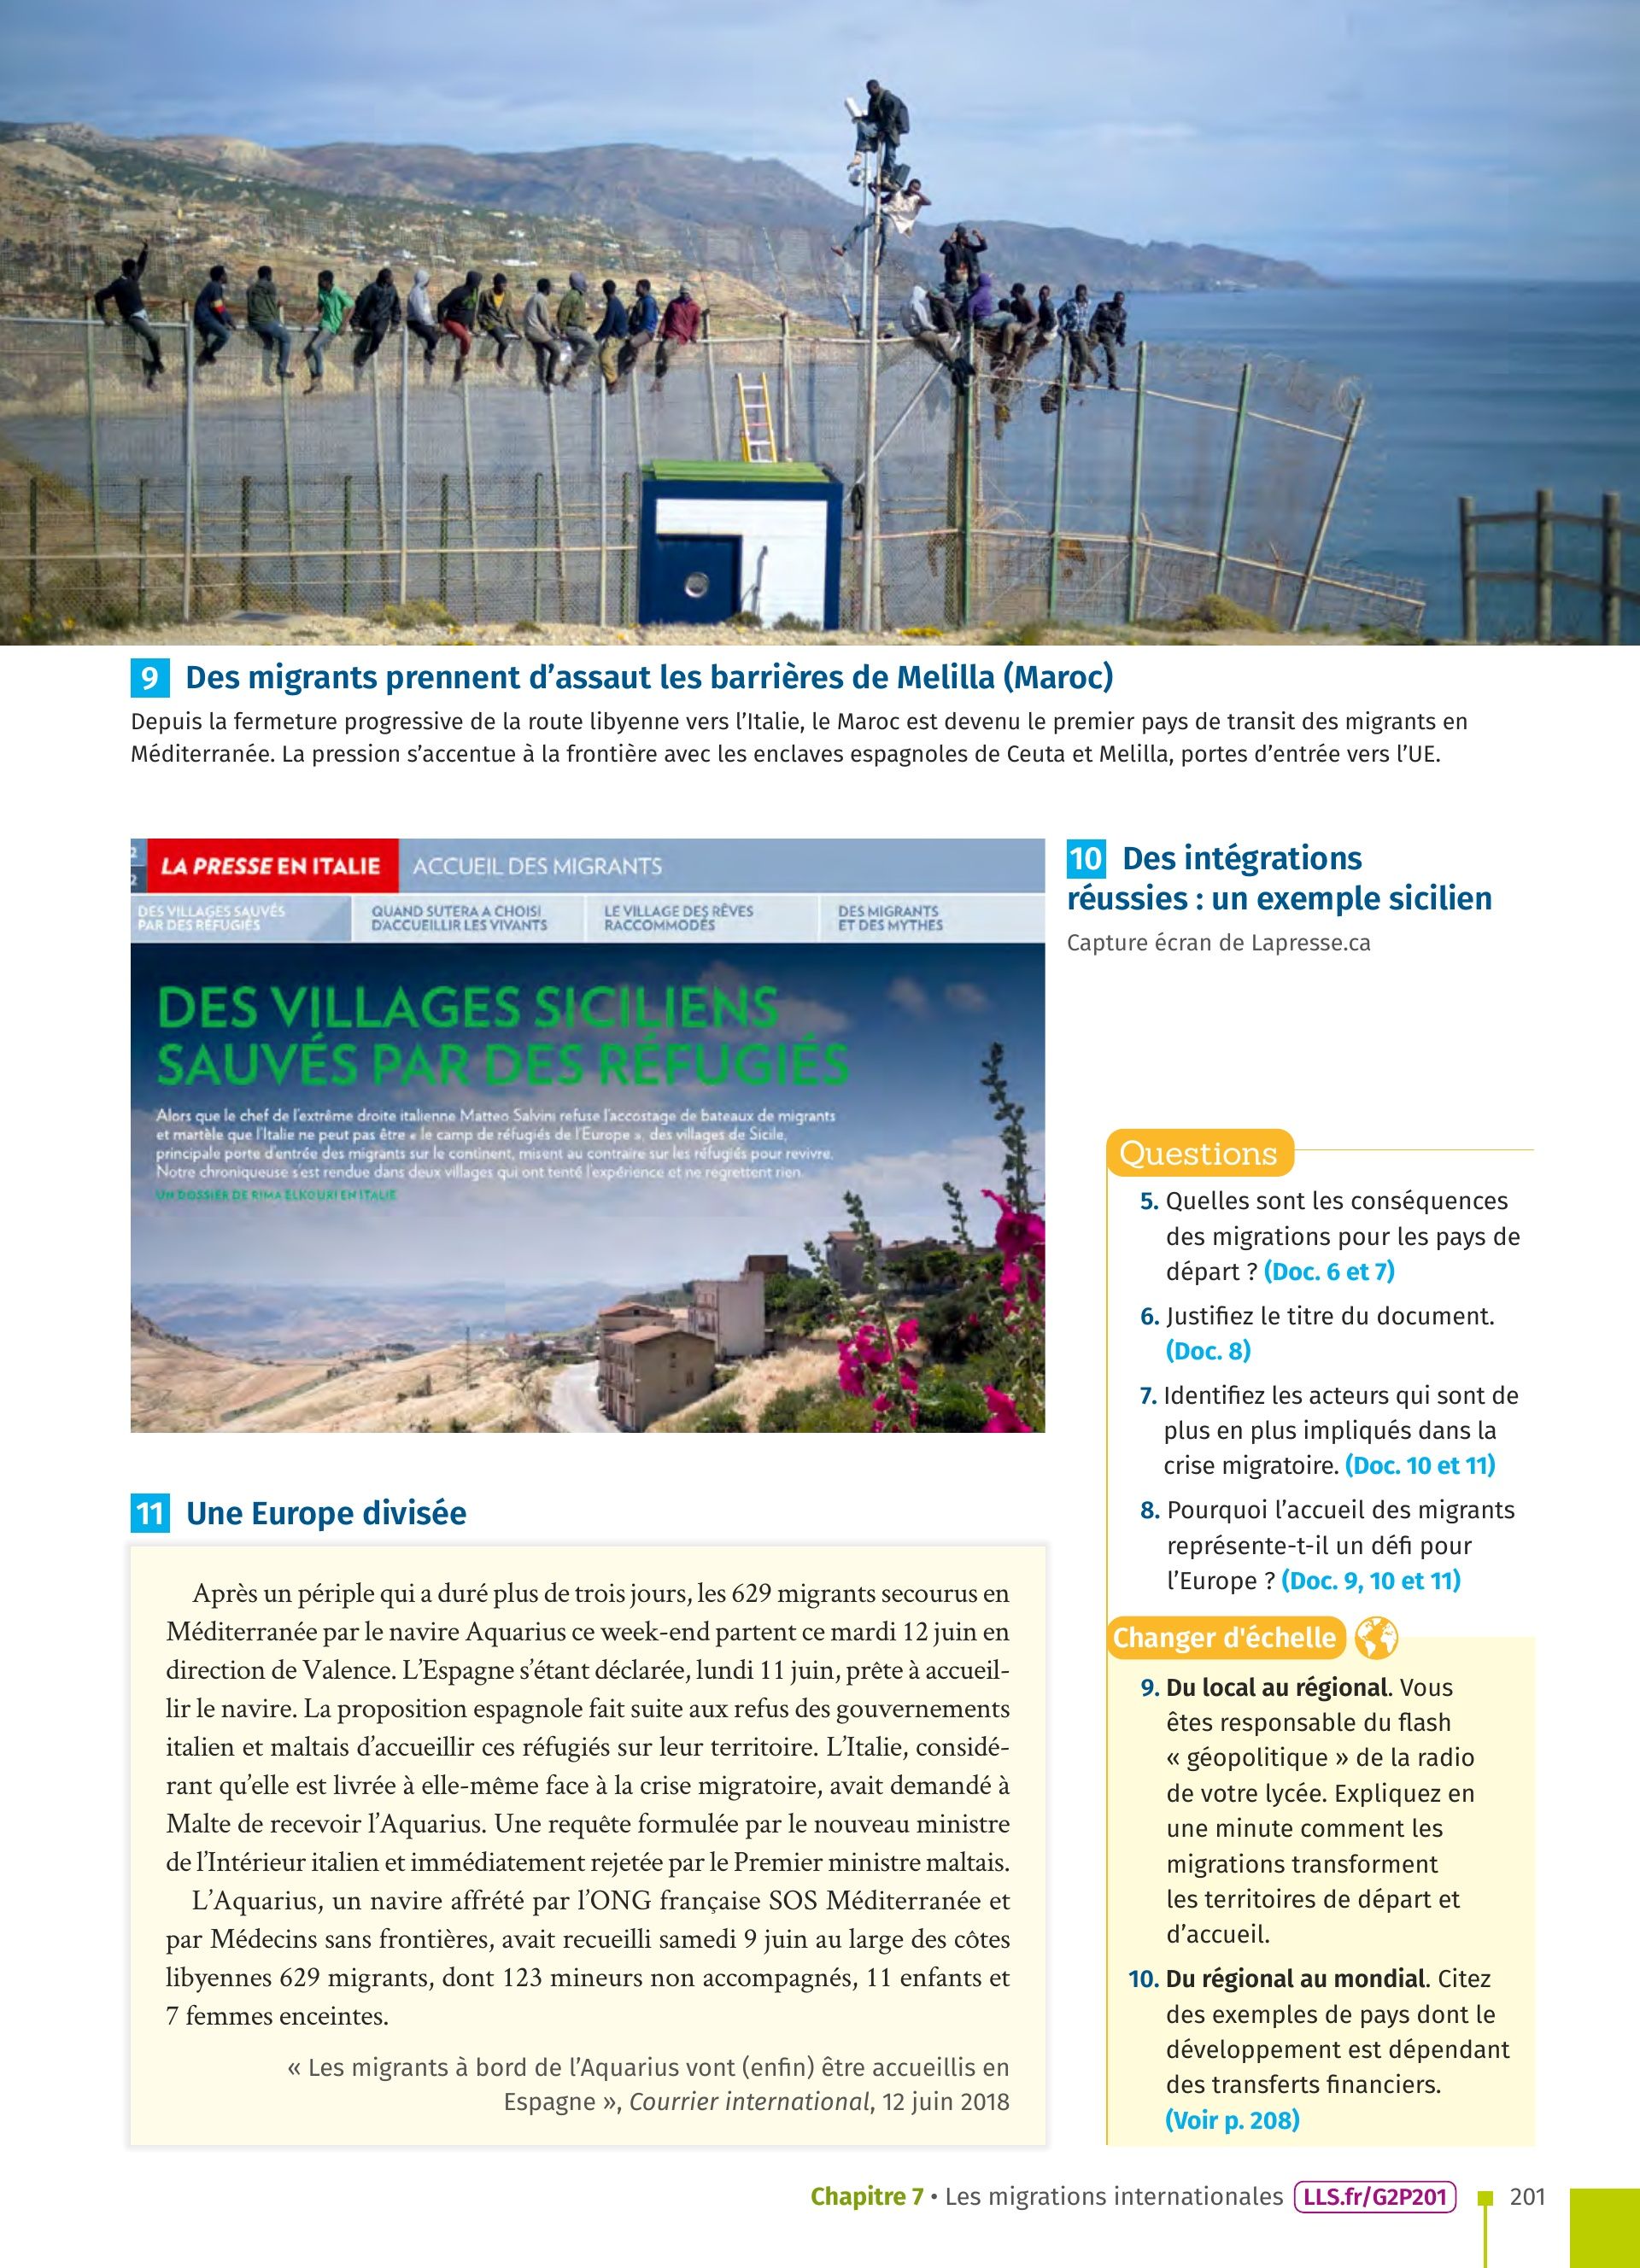 9 Des migrants prennent d’assaut les barrières de Melilla (Maroc)
Depuis la fermeture progressive de la route libyenne vers l’Italie, le Maroc est devenu le premier pays de transit des migrants en
Méditerranée. La pression s’accentue à la frontière avec les enclaves espagnoles de Ceuta et Melilla, portes d’entrée vers l’UE.
LA PRESSE EN ITALIE ACCUEIL DES MIGRANTS
DES VILLAGES SAUVÉS
PAR DES RÉFUGIÉS
QUAND SUTERA A CHOISI
D’ACCUEILLIR LES VIVANTS
LE VILLAGE DES RÊVES
RACCOMMODÉS
DES MIGRANTS
ET DES MYTHES
DES VILLAGES SICILIENS
SAUVÉS PAR DES RÉFUGIÉS
Alors que le chef de l’extrême droite italienne Matteo Salvini refuse l’accostage de bateaux de migrants
et martèle que l’Italie ne peut pas être « le camp de réfugiés de l’Europe », des villages de Sicile,
principale porte d’entrée des migrants sur le continent, misent au contraire sur les réfugiés pour revivre.
Notre chroniqueuse s’est rendue dans deux villages qui ont tenté l’expérience et ne regrettent rien.
UN DOSSIER DE RIMA ELKOURI EN ITALIE
10 Des intégrations
réussies : un exemple sicilien
Capture écran de Lapresse.ca
11 Une Europe divisée
Après un périple qui a duré plus de trois jours, les 629 migrants secourus en
Méditerranée par le navire Aquarius ce week-end partent ce mardi 12 juin en
direction de Valence. L’Espagne s’étant déclarée, lundi 11 juin, prête à accueil-
lir le navire. La proposition espagnole fait suite aux refus des gouvernements
italien et maltais d’accueillir ces réfugiés sur leur territoire. L’Italie, considé-
rant qu’elle est livrée à elle-même face à la crise migratoire, avait demandé à
Malte de recevoir l’Aquarius. Une requête formulée par le nouveau ministre
de l’Intérieur italien et immédiatement rejetée par le Premier ministre maltais.
L’Aquarius, un navire affrété par l’ONG française SOS Méditerranée et
par Médecins sans frontières, avait recueilli samedi 9 juin au large des côtes
libyennes 629 migrants, dont 123 mineurs non accompagnés, 11 enfants et
7 femmes enceintes.
« Les migrants à bord de l’Aquarius vont (enfin) être accueillis en
Espagne », Courrier international, 12 juin 2018
Questions
5. Quelles sont les conséquences
des migrations pour les pays de
départ ? (Doc. 6 et 7)
6. Justifiez le titre du document.
(Doc. 8)
7. Identifiez les acteurs qui sont de
plus en plus impliqués dans la
crise migratoire. (Doc. 10 et 11)
8. Pourquoi l’accueil des migrants
représente-t-il un défi pour
l’Europe ? (Doc. 9, 10 et 11)
Changer d'échelle
9. Du local au régional. Vous
êtes responsable du flash
« géopolitique » de la radio
de votre lycée. Expliquez en
une minute comment les
migrations transforment
les territoires de départ et
d’accueil.
10. Du régional au mondial. Citez
des exemples de pays dont le
développement est dépendant
des transferts financiers.
(Voir p. 208)
Chapitre 7 • Les migrations internationales LLS.fr/G2P201 201